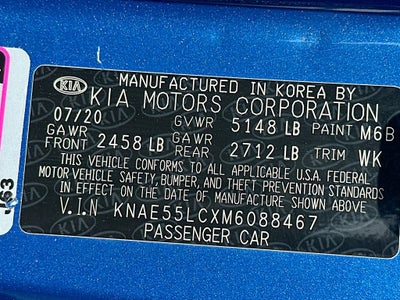 MANUFACTURED IN KOREA BY
KIA KIA MOTORS CORPORATION
07/20 GVWR 5148 LB PAINT M6B
GAWR FRONT 2458 LB GAWR REAR 2712 LB TRIM WK
THIS VEHICLE CONFORMS TO ALL APPLICABLE U.S.A. FEDERAL
MOTOR VEHICLE SAFETY, BUMPER, AND THEFT PREVENTION STANDARDS
IN EFFECT ON THE DATE OF MANUFACTURE SHOWN ABOVE
V.I.N KNAE55LCXM6088467
PASSENGER CAR